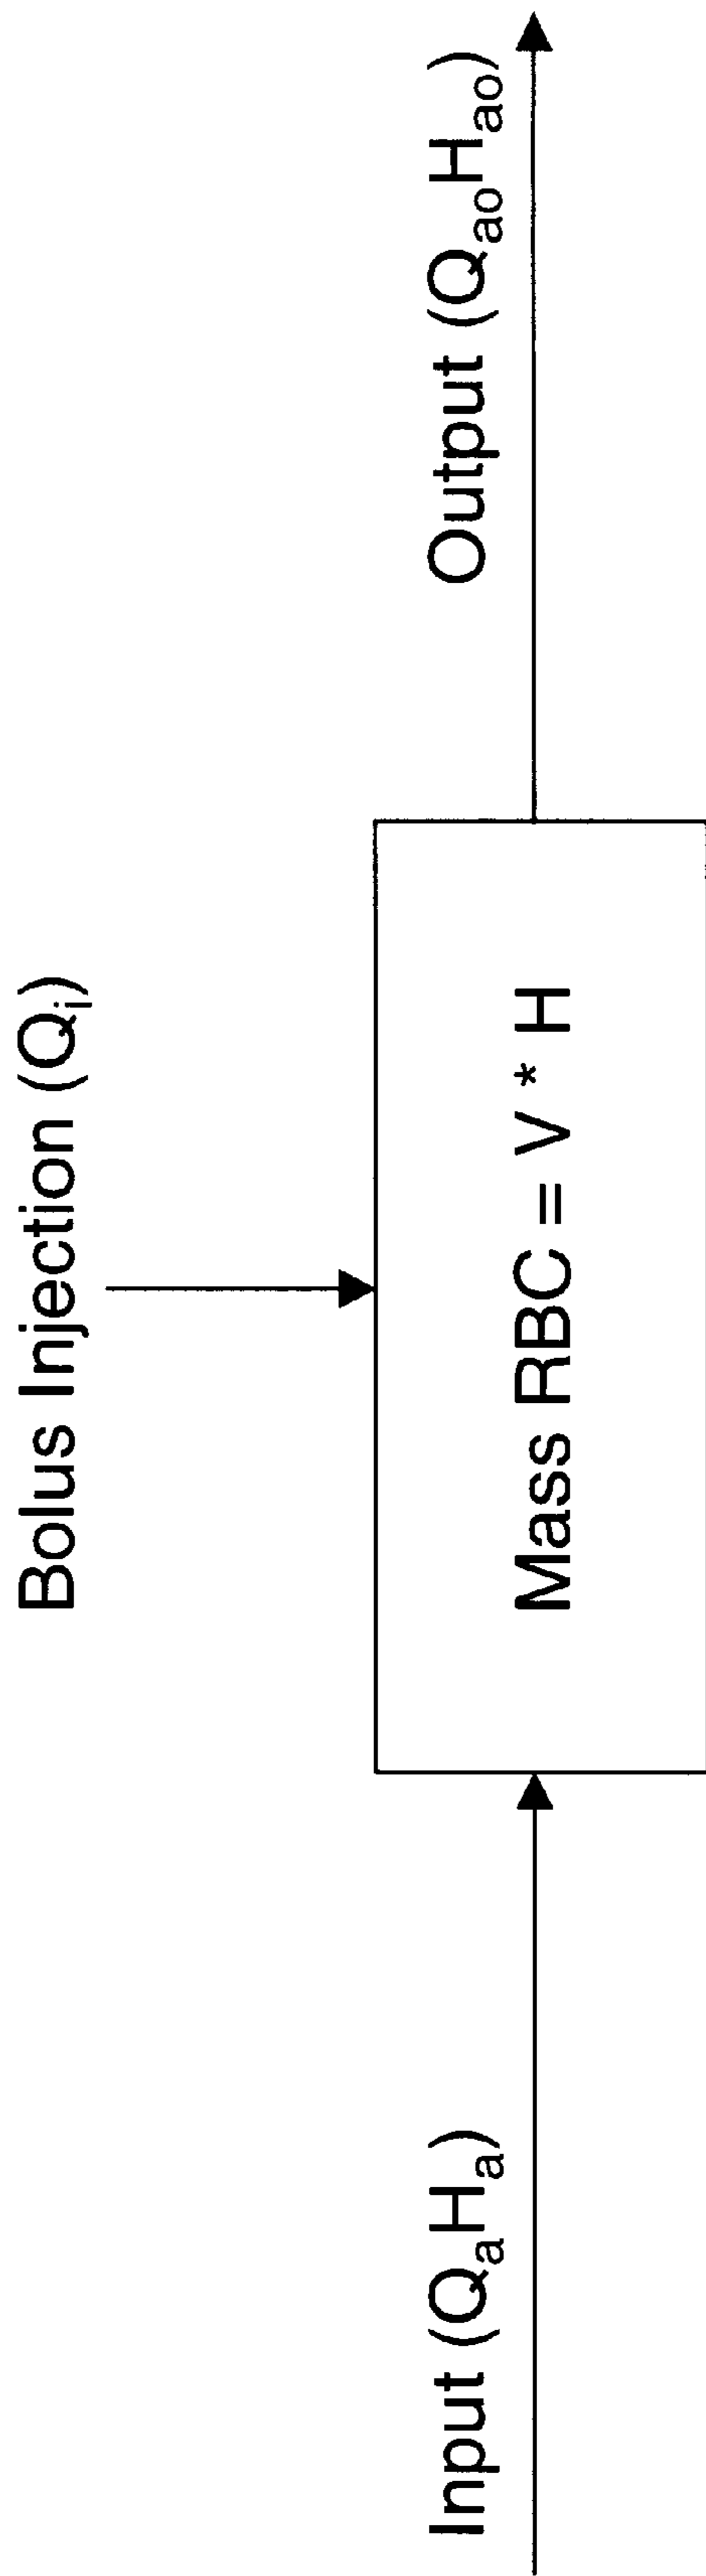 Bolus Injection (Qi)
Input (QaHa)
Mass RBC = V * H
Output (QaoHao)